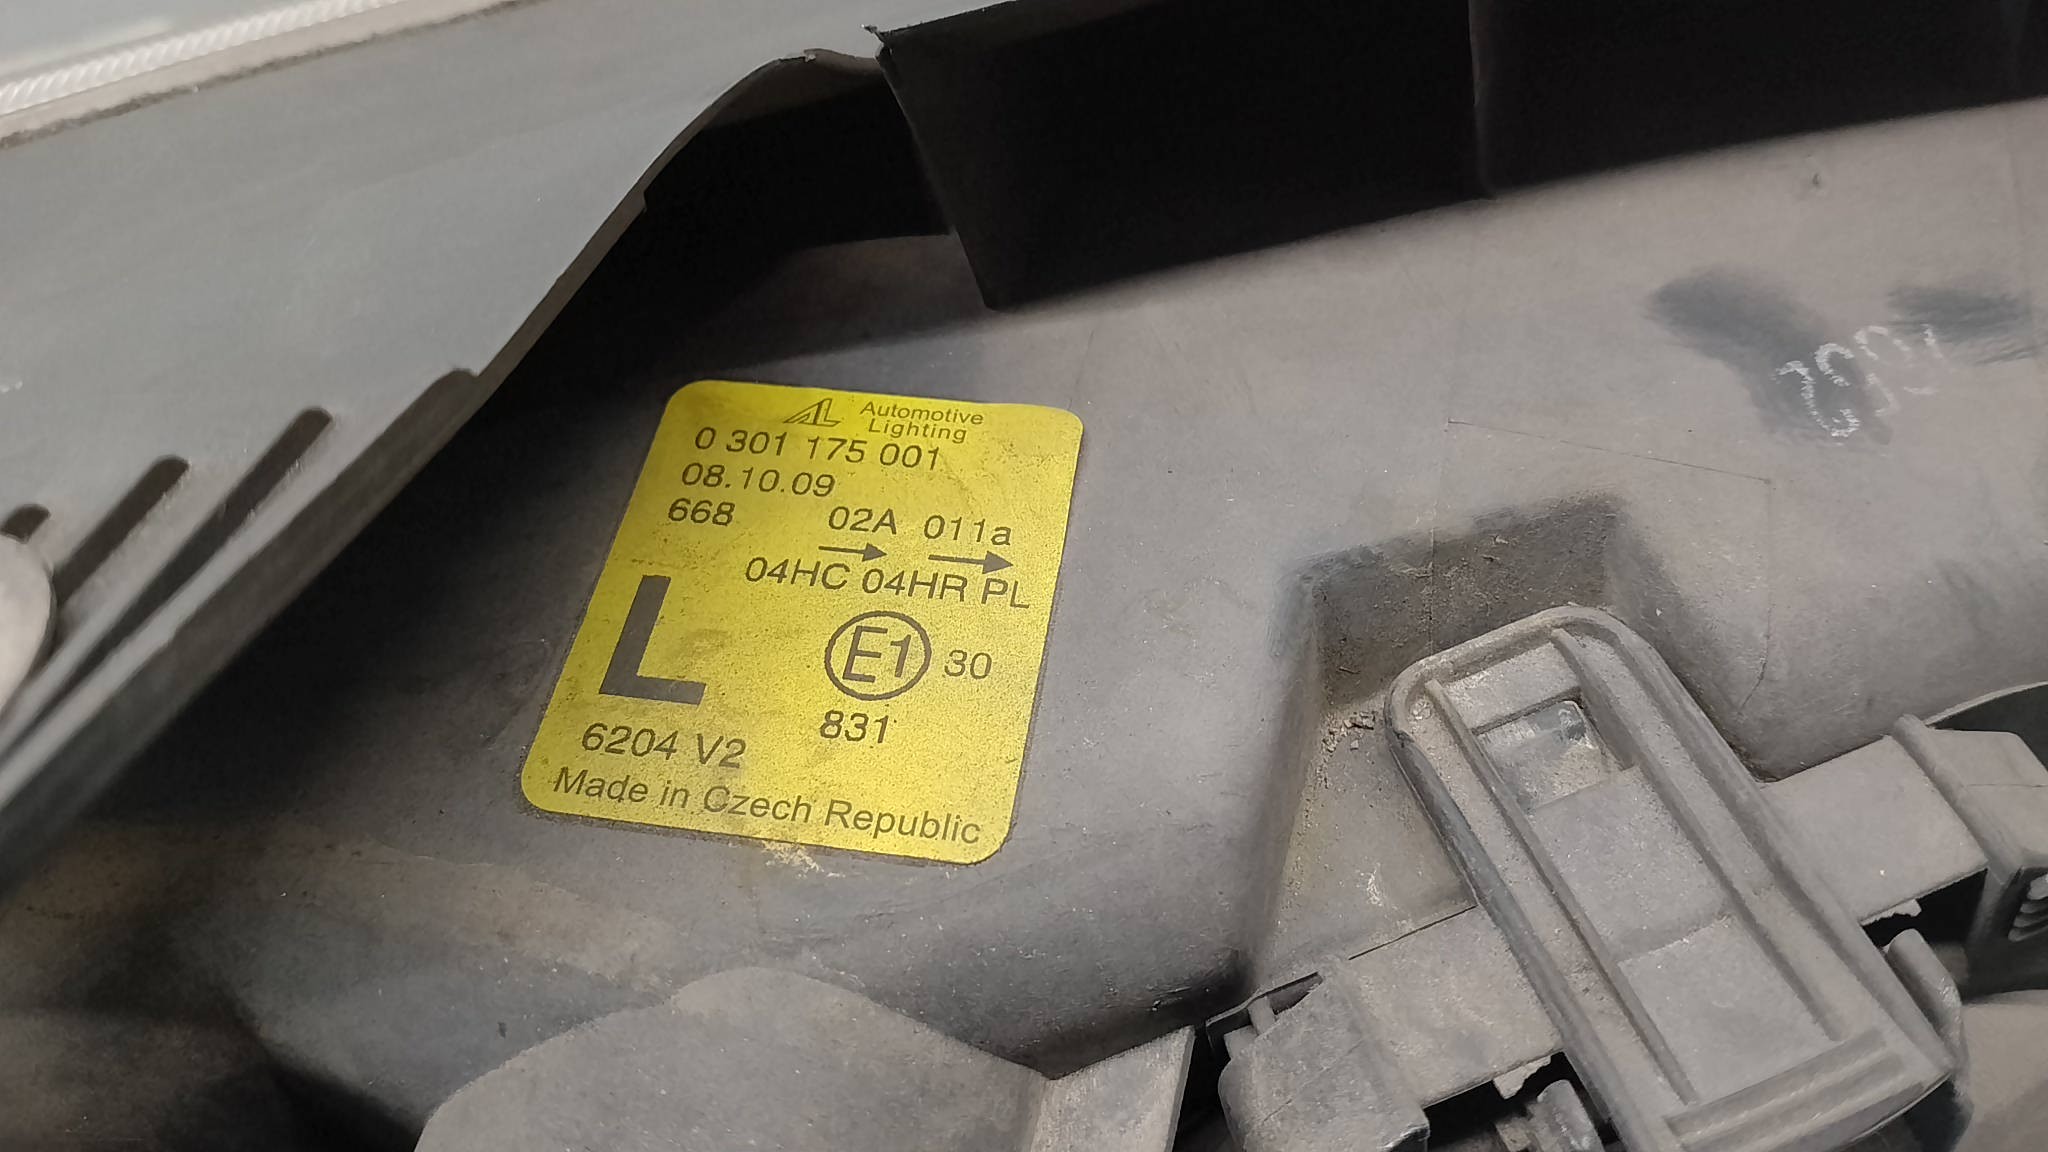 AL Automotive
Lighting
0 301 175 001
08.10.09
668 02A 011a
04HC 04HR PL
L
E1 30
831
6204 V2
Made in Czech Republic